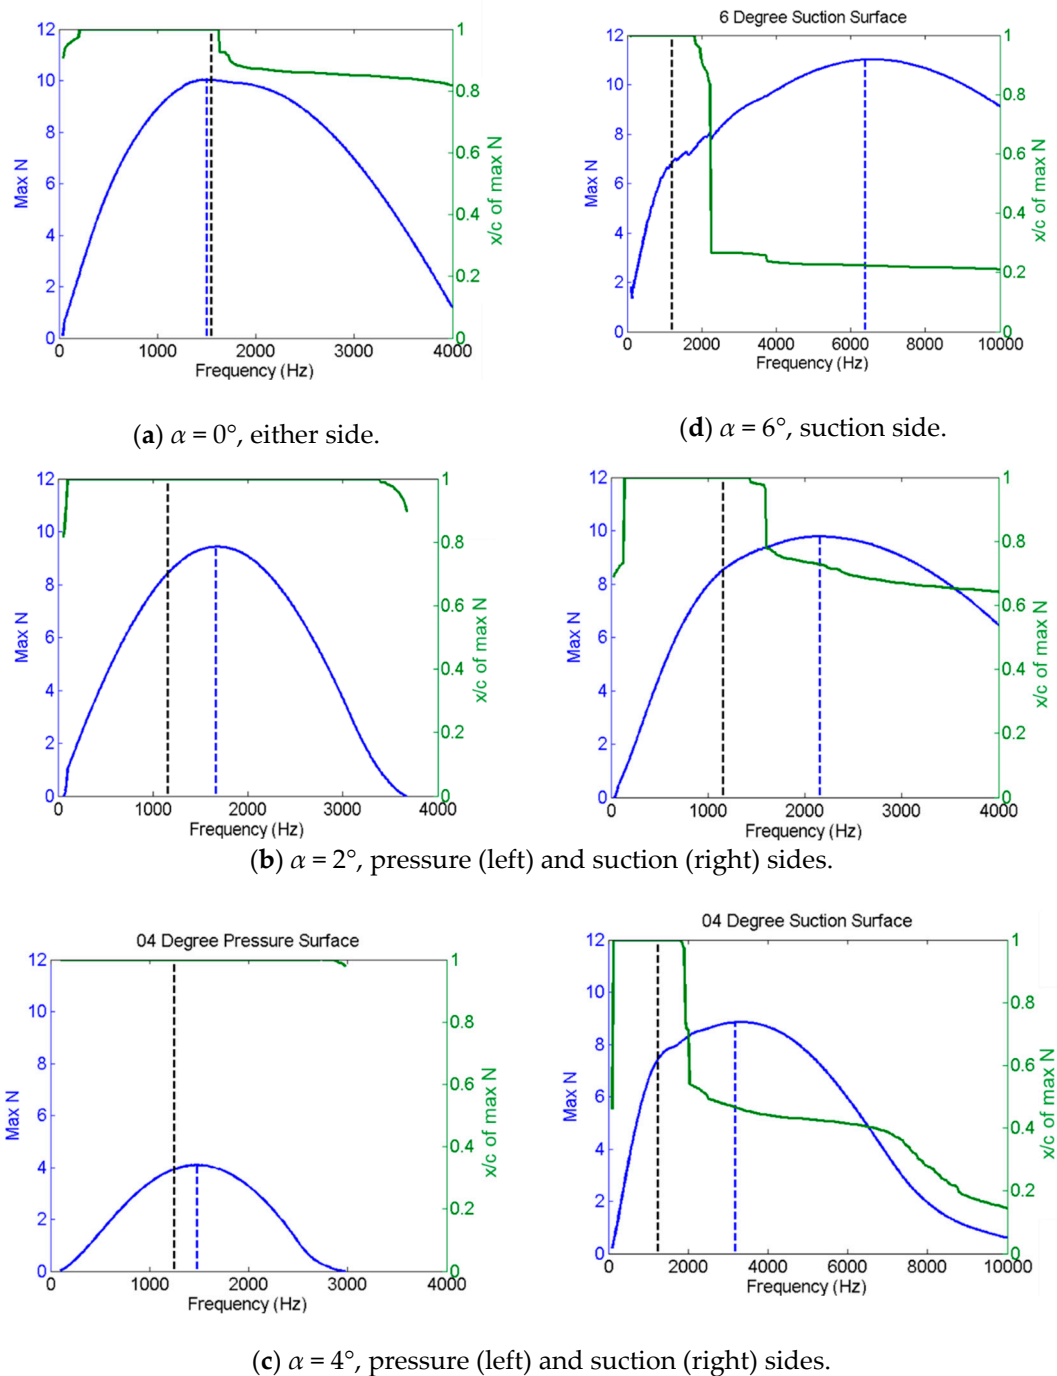 12
10
8
6
4
2
0
Max N
1
0.8
0.6
0.4
0.2
0
x/c of max N
0 1000 2000 3000 4000
Frequency (Hz)
(a) α = 0°, either side.
6 Degree Suction Surface
12
10
8
6
4
2
0
Max N
1
0.8
0.6
0.4
0.2
0
x/c of max N
0 2000 4000 6000 8000 10000
Frequency (Hz)
(d) α = 6°, suction side.
12
10
8
6
4
2
0
Max N
1
0.8
0.6
0.4
0.2
0
x/c of max N
0 1000 2000 3000 4000
Frequency (Hz)
12
10
8
6
4
2
0
Max N
1
0.8
0.6
0.4
0.2
0
x/c of max N
0 1000 2000 3000 4000
Frequency (Hz)
(b) α = 2°, pressure (left) and suction (right) sides.
04 Degree Pressure Surface
12
10
8
6
4
2
0
Max N
1
0.8
0.6
0.4
0.2
0
x/c of max N
0 1000 2000 3000 4000
Frequency (Hz)
04 Degree Suction Surface
12
10
8
6
4
2
0
Max N
1
0.8
0.6
0.4
0.2
0
x/c of max N
0 2000 4000 6000 8000 10000
Frequency (Hz)
(c) α = 4°, pressure (left) and suction (right) sides.